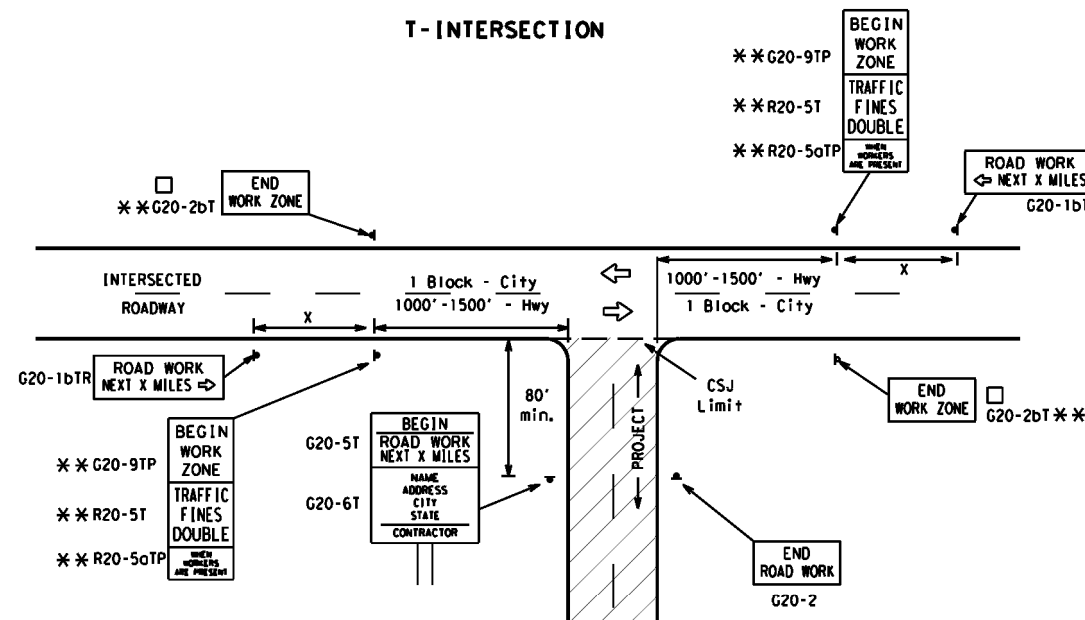 T-INTERSECTION
BEGIN
WORK
ZONE
TRAFFIC
FINES
DOUBLE
WHEN
WORKERS
ARE PRESENT
**G20-9TP
**R20-5T
**R20-5aTP
ROAD WORK
⇦ NEXT X MILES
G20-1bT
□
**G20-2bT
END
WORK ZONE
INTERSECTED
ROADWAY
1 Block - City
1000'-1500' - Hwy
1000'-1500' - Hwy
1 Block - City
X
X
G20-1bTR
ROAD WORK
NEXT X MILES ⇨
80'
min.
CSJ
Limit
PROJECT
END
WORK ZONE
□
G20-2bT**
**G20-9TP
**R20-5T
**R20-5aTP
BEGIN
WORK
ZONE
TRAFFIC
FINES
DOUBLE
WHEN
WORKERS
ARE PRESENT
G20-5T
G20-6T
BEGIN
ROAD WORK
NEXT X MILES
NAME
ADDRESS
CITY
STATE
CONTRACTOR
END
ROAD WORK
G20-2